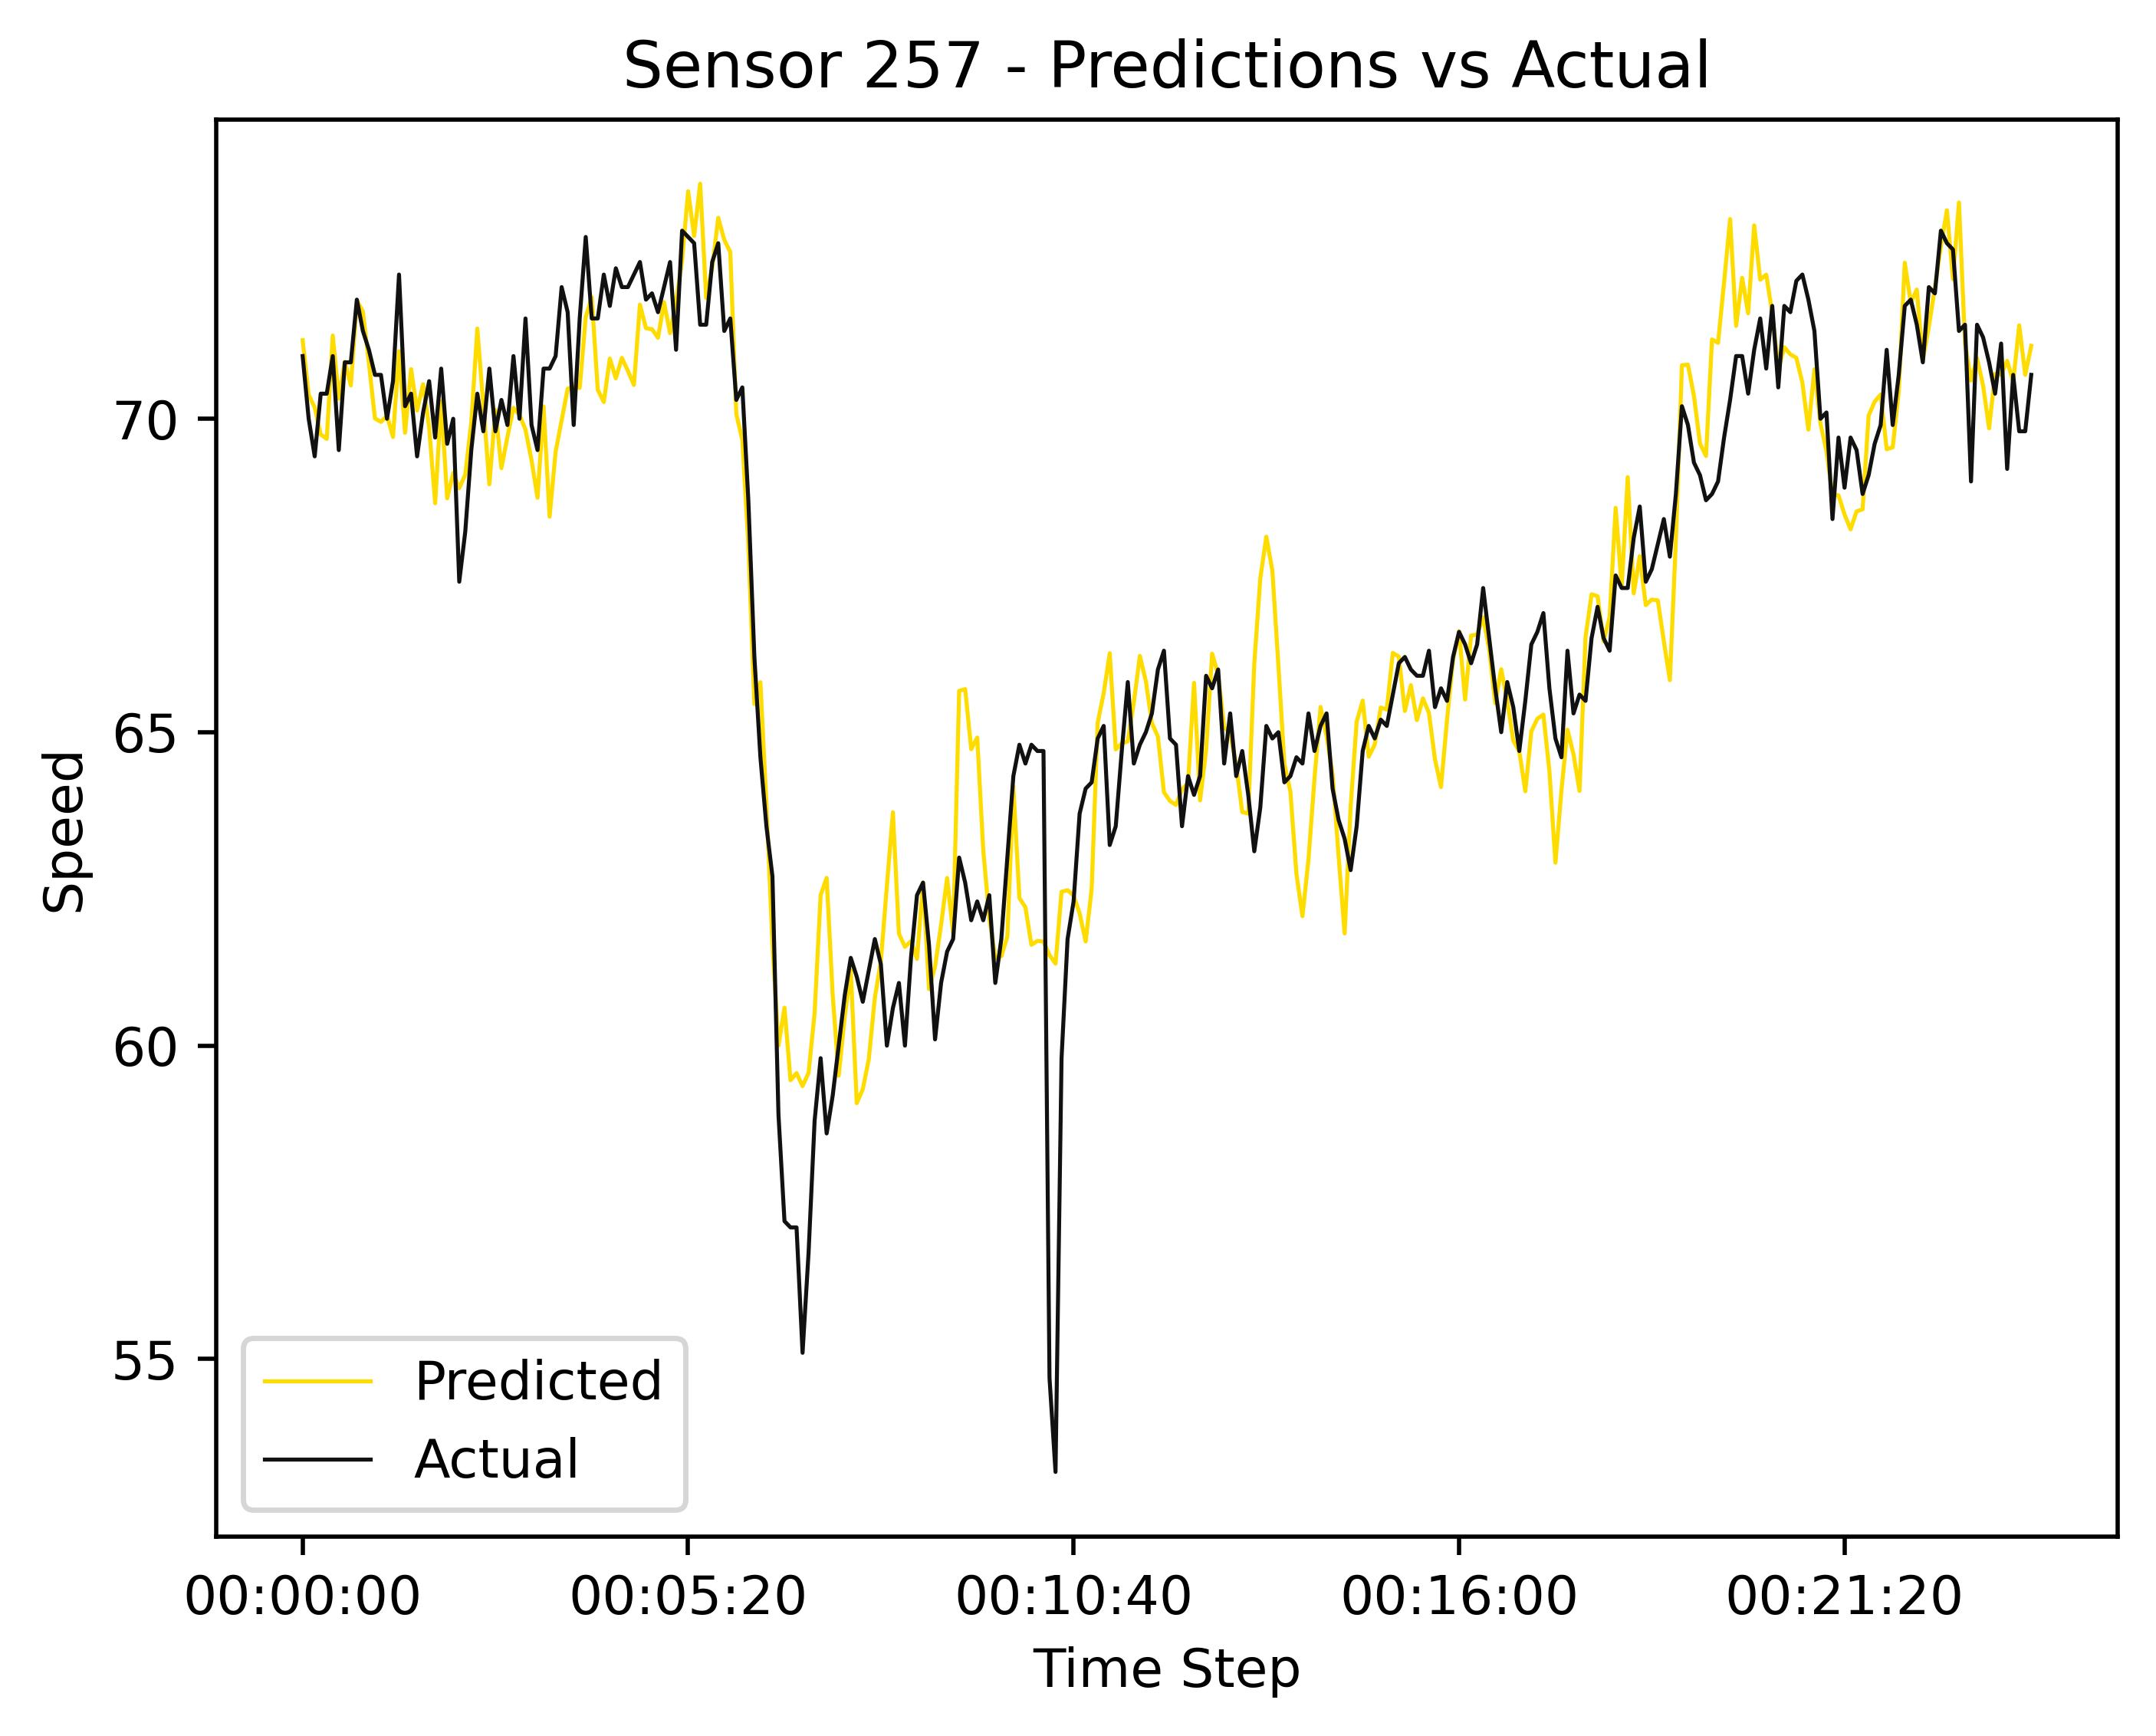 Sensor 257 - Predictions vs Actual
Speed
70
65
60
55
Predicted
Actual
00:00:00 00:05:20 00:10:40 00:16:00 00:21:20
Time Step